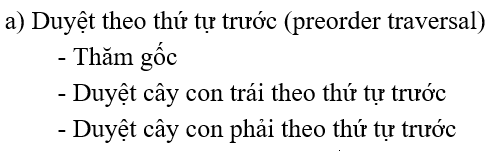 a) Duyệt theo thứ tự trước (preorder traversal)
- Thăm gốc
- Duyệt cây con trái theo thứ tự trước
- Duyệt cây con phải theo thứ tự trước